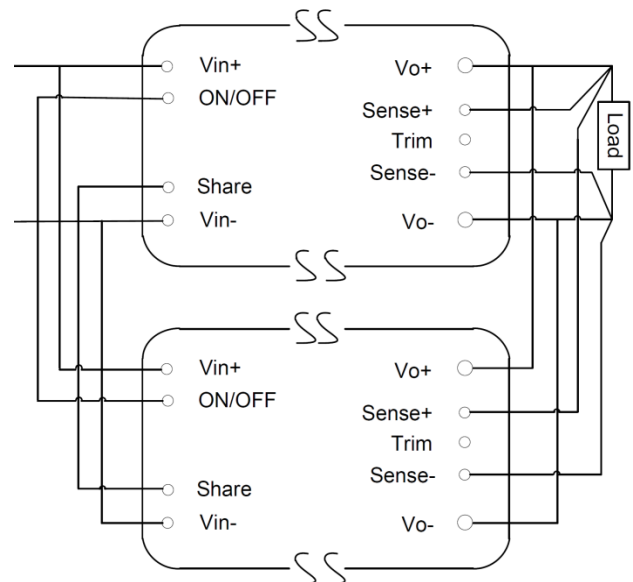 Vin+
ON/OFF
Share
Vin-
Vo+
Sense+
Trim
Sense-
Vo-
Load
Vin+
ON/OFF
Share
Vin-
Vo+
Sense+
Trim
Sense-
Vo-